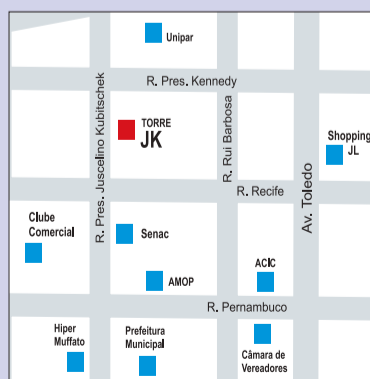 Unipar
R. Pres. Kennedy
R. Pres. Juscelino Kubitschek
TORRE
JK
R. Rui Barbosa
Shopping
JL
R. Recife
Av. Toledo
Clube
Comercial
Senac
ACIC
AMOP
R. Pernambuco
Hiper
Muffato
Prefeitura
Municipal
Câmara de
Vereadores